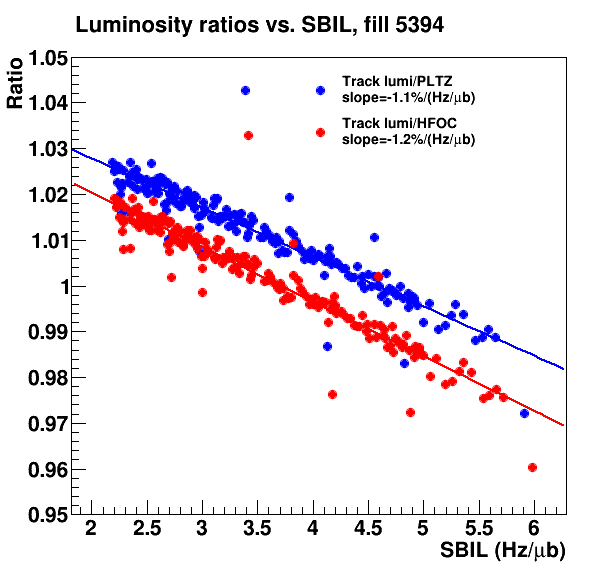 Luminosity ratios vs. SBIL, fill 5394
Ratio
1.05
1.04
1.03
1.02
1.01
1
0.99
0.98
0.97
0.96
0.95
Track lumi/PLTZ
slope=-1.1%/(Hz/μb)
Track lumi/HFOC
slope=-1.2%/(Hz/μb)
2 2.5 3 3.5 4 4.5 5 5.5 6
SBIL (Hz/μb)